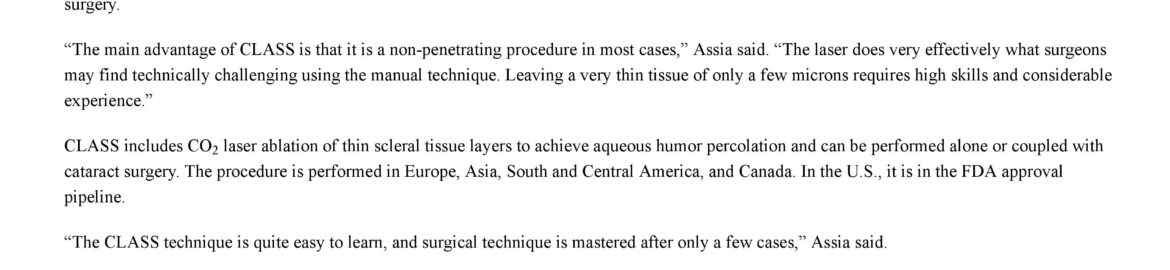 surgery.
“The main advantage of CLASS is that it is a non-penetrating procedure in most cases,” Assia said. “The laser does very effectively what surgeons
may find technically challenging using the manual technique. Leaving a very thin tissue of only a few microns requires high skills and considerable
experience.”
CLASS includes CO₂ laser ablation of thin scleral tissue layers to achieve aqueous humor percolation and can be performed alone or coupled with
cataract surgery. The procedure is performed in Europe, Asia, South and Central America, and Canada. In the U.S., it is in the FDA approval
pipeline.
“The CLASS technique is quite easy to learn, and surgical technique is mastered after only a few cases,” Assia said.